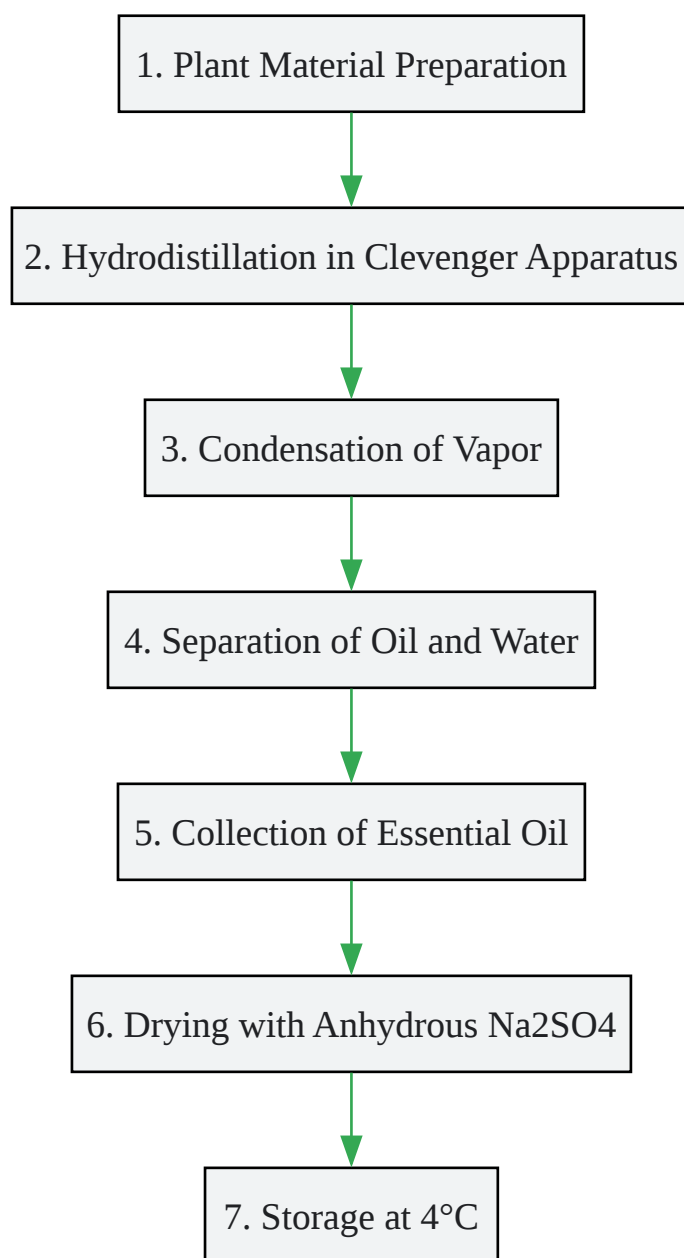 1. Plant Material Preparation
2. Hydrodistillation in Clevenger Apparatus
3. Condensation of Vapor
4. Separation of Oil and Water
5. Collection of Essential Oil
6. Drying with Anhydrous Na2SO4
7. Storage at 4°C